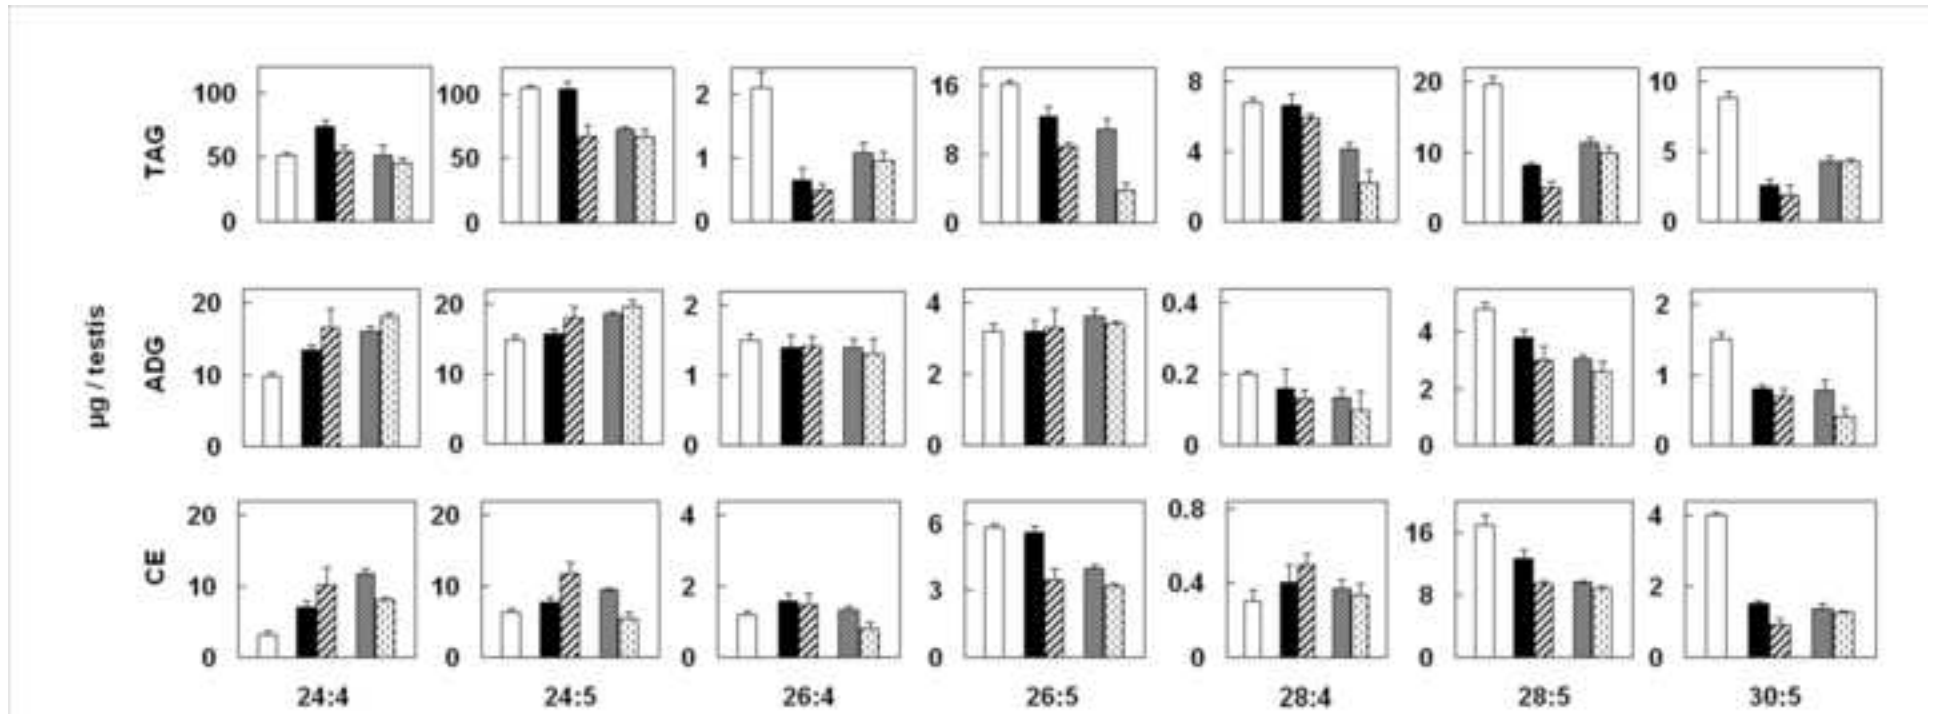 100 100 2 16 8 20 10
TAG
50 50 1 8 4 10 5
0 0 0 0 0 0 0
20 20 2 4 0.4 4 2
µg / testis
ADG
10 10 1 2 0.2 2 1
0 0 0 0 0 0 0
20 20 4 6 0.8 16 4
CE
10 10 2 3 0.4 8 2
0 0 0 0 0 0 0
24:4 24:5 26:4 26:5 28:4 28:5 30:5